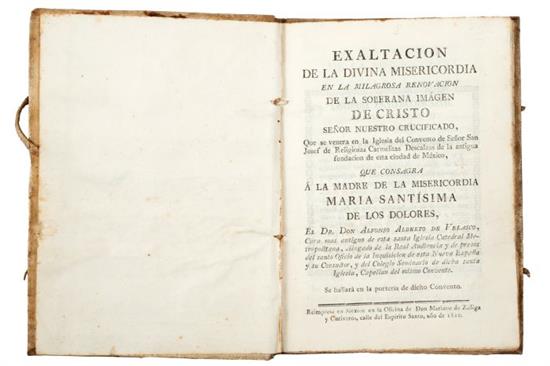 EXALTACION
DE LA DIVINA MISERICORDIA
EN LA MILAGROSA RENOVACION
DE LA SOBERANA IMÁGEN
DE CRISTO
SEÑOR NUESTRO CRUCIFICADO,
Que se venera en la Iglesia del Convento de Señor San
Josef de Religiosas Carmelitas Descalzas de la antigua
fundacion de esta ciudad de México,
QUE CONSAGRA
Á LA MADRE DE LA MISERICORDIA
MARIA SANTÍSIMA
DE LOS DOLORES,
EL DR. DON ALFONSO ALBERTO DE VELASCO,
Cura mas antiguo de esta santa Iglesia Catedral Me-
tropolitana, Abogado de la Real Audiencia y de presos
del santo Oficio de la Inquisicion de esta Nueva España
y su Consultor, y del Colegio Seminario de dicha santa
Iglesia, Capellan del mismo Convento.
Se hallará en la portería de dicho Convento.
Reimpresa en México en la Oficina de Don Mariano de Zúñiga
y Ontiveros, calle del Espíritu Santo, año de